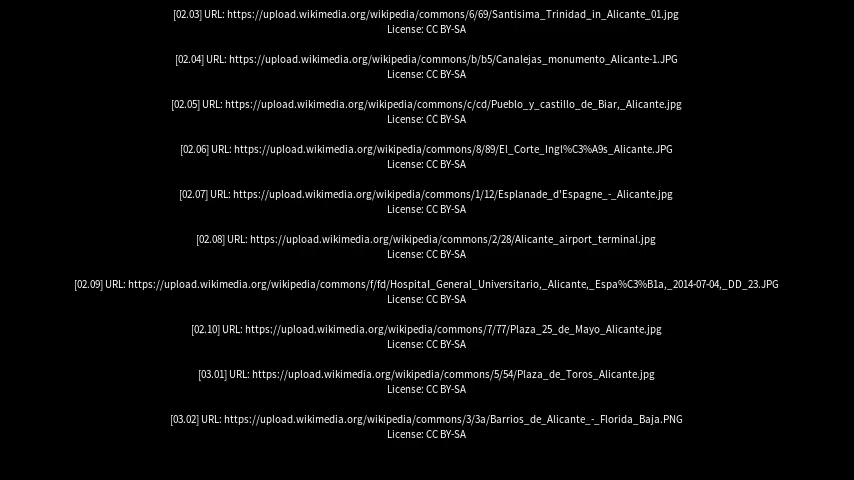 [02.03] URL: https://upload.wikimedia.org/wikipedia/commons/6/69/Santisima_Trinidad_in_Alicante_01.jpg
License: CC BY-SA
[02.04] URL: https://upload.wikimedia.org/wikipedia/commons/b/b5/Canalejas_monumento_Alicante-1.JPG
License: CC BY-SA
[02.05] URL: https://upload.wikimedia.org/wikipedia/commons/c/cd/Pueblo_y_castillo_de_Biar,_Alicante.jpg
License: CC BY-SA
[02.06] URL: https://upload.wikimedia.org/wikipedia/commons/8/89/El_Corte_Ingl%C3%A9s_Alicante.JPG
License: CC BY-SA
[02.07] URL: https://upload.wikimedia.org/wikipedia/commons/1/12/Esplanade_d'Espagne_-_Alicante.jpg
License: CC BY-SA
[02.08] URL: https://upload.wikimedia.org/wikipedia/commons/2/28/Alicante_airport_terminal.jpg
License: CC BY-SA
[02.09] URL: https://upload.wikimedia.org/wikipedia/commons/f/fd/Hospital_General_Universitario,_Alicante,_Espa%C3%B1a,_2014-07-04,_DD_23.JPG
License: CC BY-SA
[02.10] URL: https://upload.wikimedia.org/wikipedia/commons/7/77/Plaza_25_de_Mayo_Alicante.jpg
License: CC BY-SA
[03.01] URL: https://upload.wikimedia.org/wikipedia/commons/5/54/Plaza_de_Toros_Alicante.jpg
License: CC BY-SA
[03.02] URL: https://upload.wikimedia.org/wikipedia/commons/3/3a/Barrios_de_Alicante_-_Florida_Baja.PNG
License: CC BY-SA